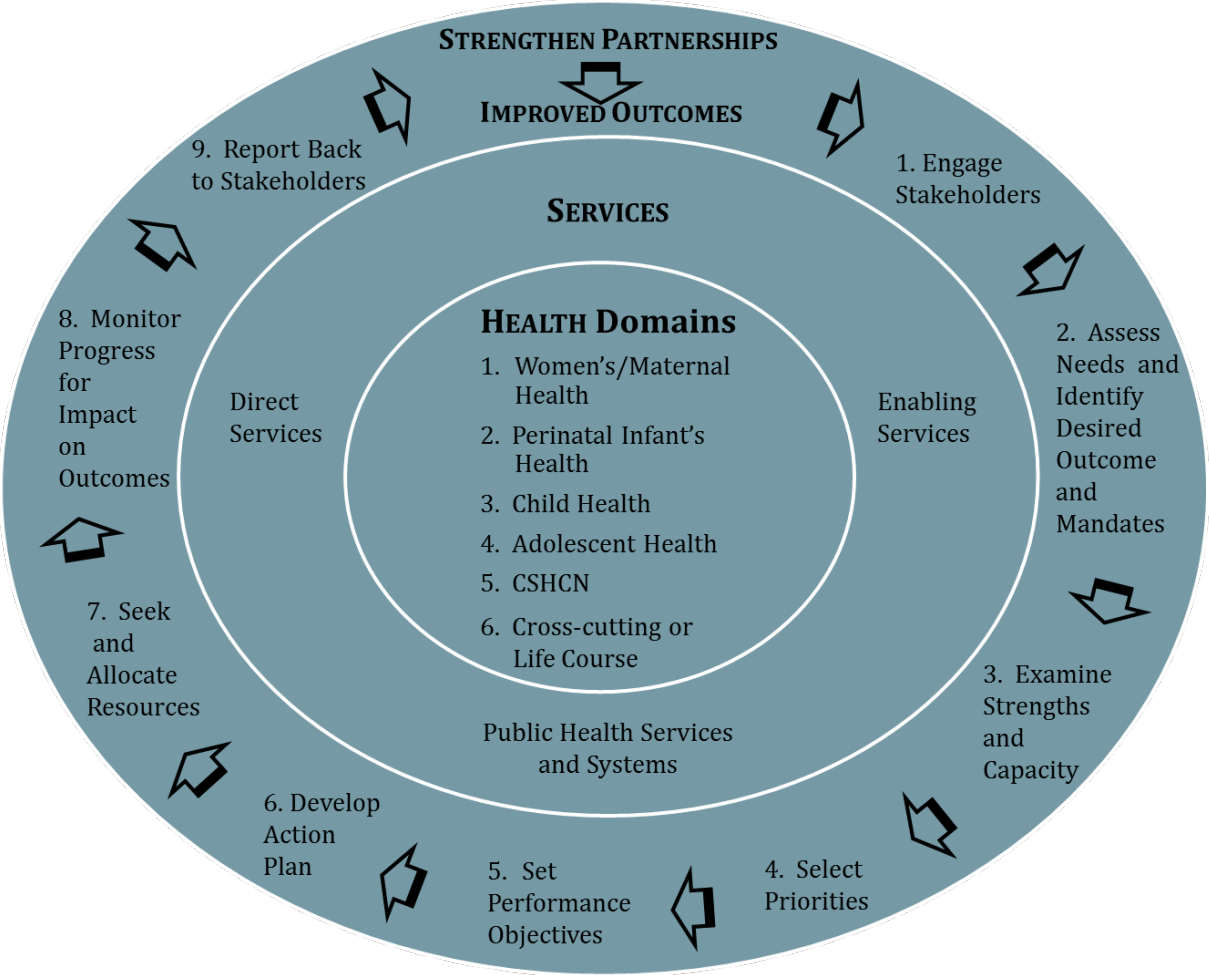 STRENGTHEN PARTNERSHIPS
IMPROVED OUTCOMES
1. Engage
Stakeholders
2. Assess
Needs and
Identify
Desired
Outcome
and
Mandates
3. Examine
Strengths
and
Capacity
4. Select
Priorities
5. Set
Performance
Objectives
6. Develop
Action
Plan
7. Seek
and
Allocate
Resources
8. Monitor
Progress
for
Impact
on
Outcomes
9. Report Back
to Stakeholders
SERVICES
Direct
Services
Enabling
Services
Public Health Services
and Systems
HEALTH Domains
1. Women’s/Maternal
Health
2. Perinatal Infant’s
Health
3. Child Health
4. Adolescent Health
5. CSHCN
6. Cross-cutting or
Life Course